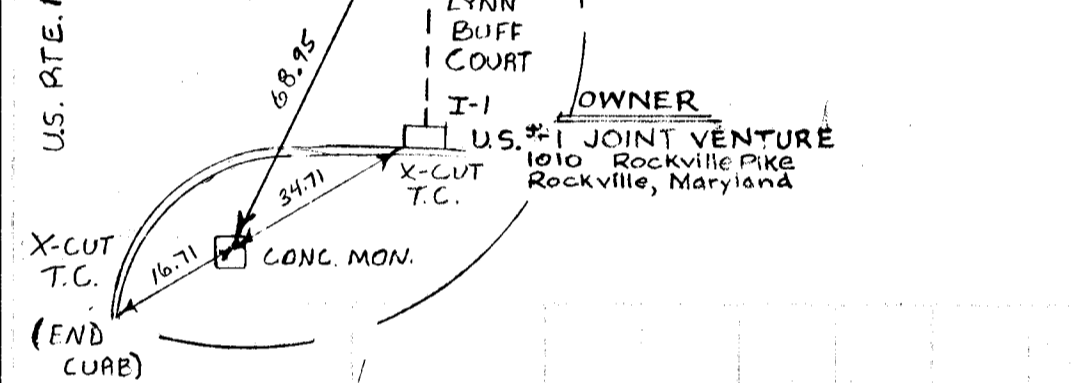 U.S. RTE.
68.95
LYNN
BUFF
COURT
I-1
OWNER
U.S. #1 JOINT VENTURE
1010 Rockville Pike
Rockville, Maryland
X-CUT
T.C.
34.71
16.71
CONC. MON.
X-CUT
T.C.
(END
CURB)